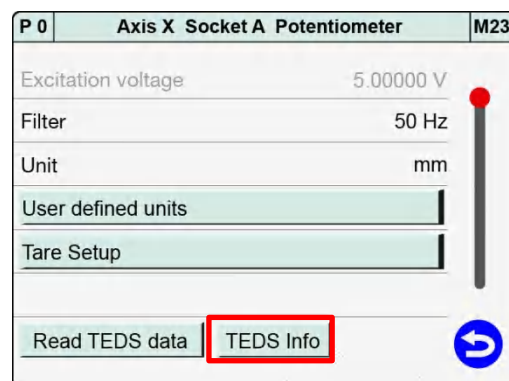 P 0 Axis X Socket A Potentiometer M23
Excitation voltage 5.00000 V
Filter 50 Hz
Unit mm
User defined units
Tare Setup
Read TEDS data TEDS Info